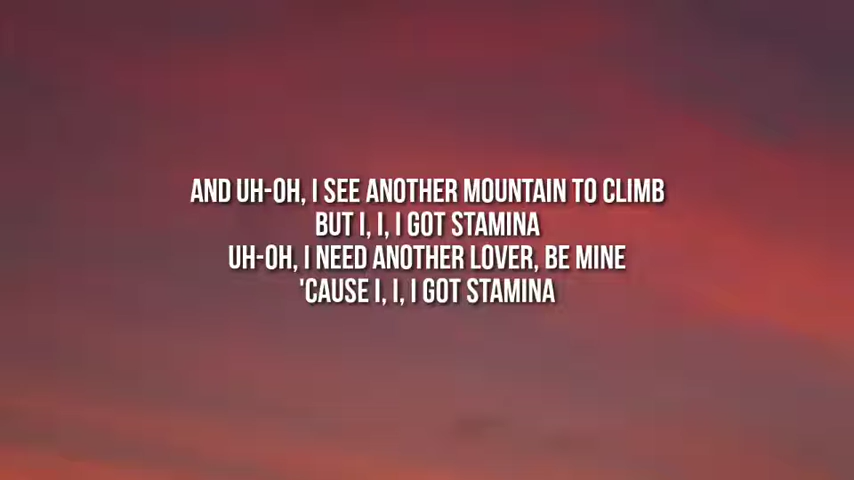 AND UH-OH, I SEE ANOTHER MOUNTAIN TO CLIMB
BUT I, I, I GOT STAMINA
UH-OH, I NEED ANOTHER LOVER, BE MINE
'CAUSE I, I, I GOT STAMINA